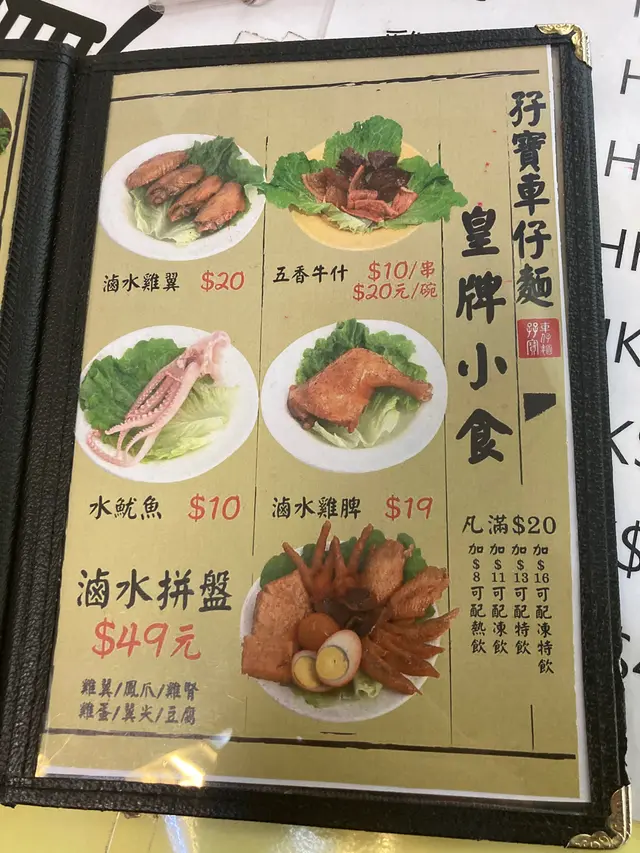 孖寶車仔麵
皇牌小食
滷水雞翼 $20
五香牛什 $10/串
$20元/碗
水魷魚 $10
滷水雞脾 $19
滷水拼盤
$49元
雞翼/鳳爪/雞腎
雞蛋/翼尖/豆腐
凡滿$20
加$16可配凍特飲
加$13可配特飲
加$11可配凍飲
加$8可配熱飲